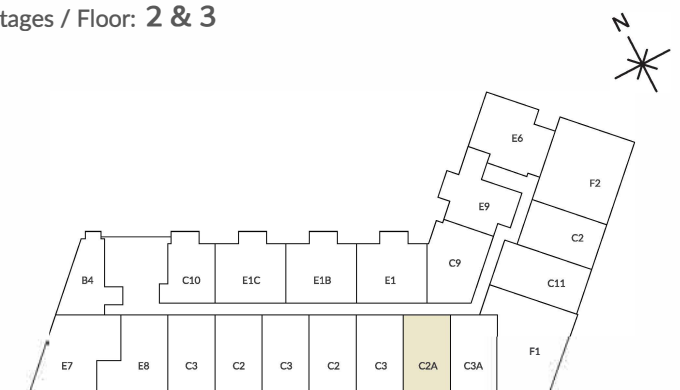 tages / Floor: 2 & 3
N
E6
F2
E9
C2
C9
C11
B4
C10
E1C
E1B
E1
F1
E7
E8
C3
C2
C3
C2
C3
C2A
C3A